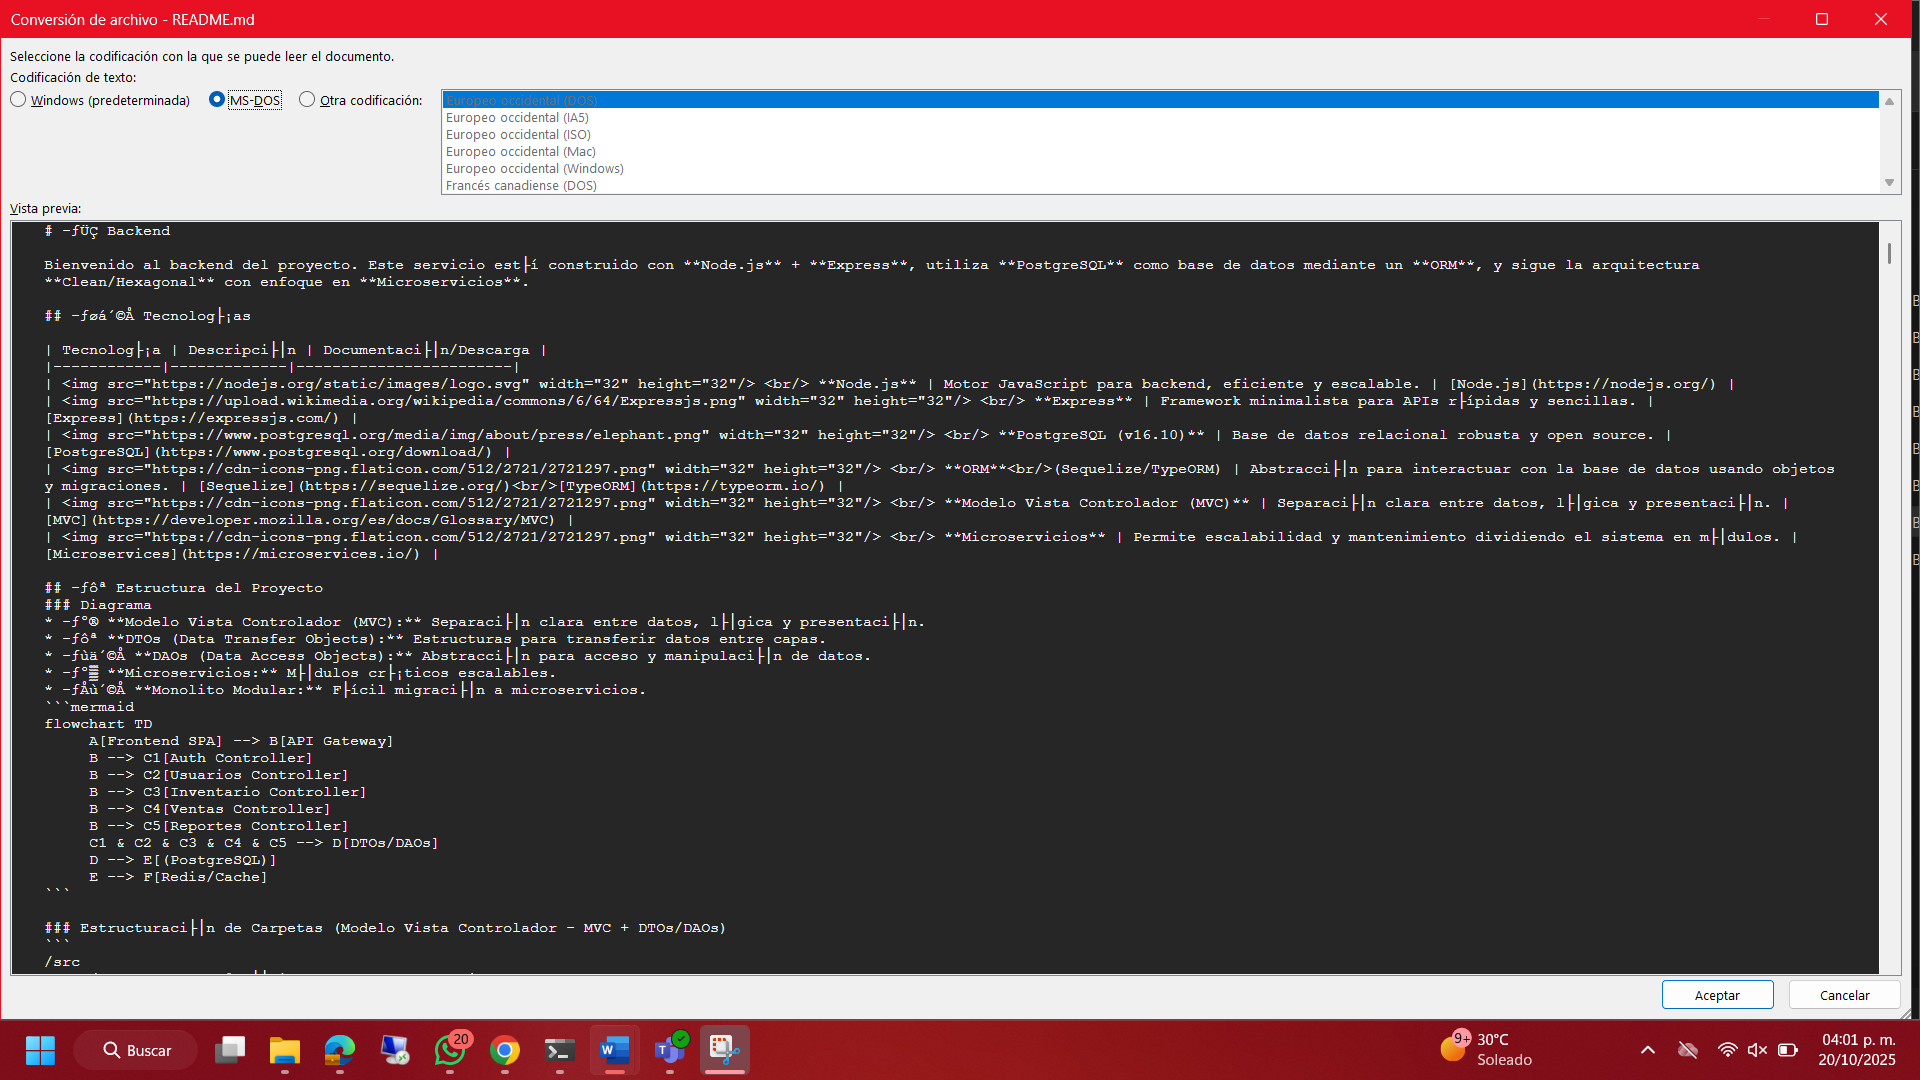 Conversión de archivo - README.md
Seleccione la codificación con la que se puede leer el documento.
Codificación de texto:
Windows (predeterminada) MS-DOS Otra codificación:
Europeo occidental (DOS)
Europeo occidental (IA5)
Europeo occidental (ISO)
Europeo occidental (Mac)
Europeo occidental (Windows)
Francés canadiense (DOS)
Vista previa:
# –ƒÜÇ Backend
Bienvenido al backend del proyecto. Este servicio est├í construido con **Node.js** + **Express**, utiliza **PostgreSQL** como base de datos mediante un **ORM**, y sigue la arquitectura
**Clean/Hexagonal** con enfoque en **Microservicios**.
## –ƒøá´©Å Tecnolog├¡as
| Tecnolog├¡a | Descripci├│n | Documentaci├│n/Descarga |
|------------|-------------|------------------------|
| <img src="https://nodejs.org/static/images/logo.svg" width="32" height="32"/> <br/> **Node.js** | Motor JavaScript para backend, eficiente y escalable. | [Node.js](https://nodejs.org/) |
| <img src="https://upload.wikimedia.org/wikipedia/commons/6/64/Expressjs.png" width="32" height="32"/> <br/> **Express** | Framework minimalista para APIs r├ípidas y sencillas. |
[Express](https://expressjs.com/) |
| <img src="https://www.postgresql.org/media/img/about/press/elephant.png" width="32" height="32"/> <br/> **PostgreSQL (v16.10)** | Base de datos relacional robusta y open source. |
[PostgreSQL](https://www.postgresql.org/download/) |
| <img src="https://cdn-icons-png.flaticon.com/512/2721/2721297.png" width="32" height="32"/> <br/> **ORM**<br/>(Sequelize/TypeORM) | Abstracci├│n para interactuar con la base de datos usando objetos
y migraciones. | [Sequelize](https://sequelize.org/)<br/>[TypeORM](https://typeorm.io/) |
| <img src="https://cdn-icons-png.flaticon.com/512/2721/2721297.png" width="32" height="32"/> <br/> **Modelo Vista Controlador (MVC)** | Separaci├│n clara entre datos, l├│gica y presentaci├│n. |
[MVC](https://developer.mozilla.org/es/docs/Glossary/MVC) |
| <img src="https://cdn-icons-png.flaticon.com/512/2721/2721297.png" width="32" height="32"/> <br/> **Microservicios** | Permite escalabilidad y mantenimiento dividiendo el sistema en m├│dulos. |
[Microservices](https://microservices.io/) |
## –ƒôª Estructura del Proyecto
### Diagrama
* –ƒº® **Modelo Vista Controlador (MVC):** Separaci├│n clara entre datos, l├│gica y presentaci├│n.
* –ƒôª **DTOs (Data Transfer Objects):** Estructuras para transferir datos entre capas.
* –ƒùä´©Å **DAOs (Data Access Objects):** Abstracci├│n para acceso y manipulaci├│n de datos.
* –ƒº▒ **Microservicios:** M├│dulos cr├¡ticos escalables.
* –ƒÅù´©Å **Monolito Modular:** F├ícil migraci├│n a microservicios.
```mermaid
flowchart TD
A[Frontend SPA] --> B[API Gateway]
B --> C1[Auth Controller]
B --> C2[Usuarios Controller]
B --> C3[Inventario Controller]
B --> C4[Ventas Controller]
B --> C5[Reportes Controller]
C1 & C2 & C3 & C4 & C5 --> D[DTOs/DAOs]
D --> E[(PostgreSQL)]
E --> F[Redis/Cache]
```
### Estructuraci├│n de Carpetas (Modelo Vista Controlador – MVC + DTOs/DAOs)
```
/src
Aceptar Cancelar
Buscar
20
9+
30°C
Soleado
04:01 p. m.
20/10/2025